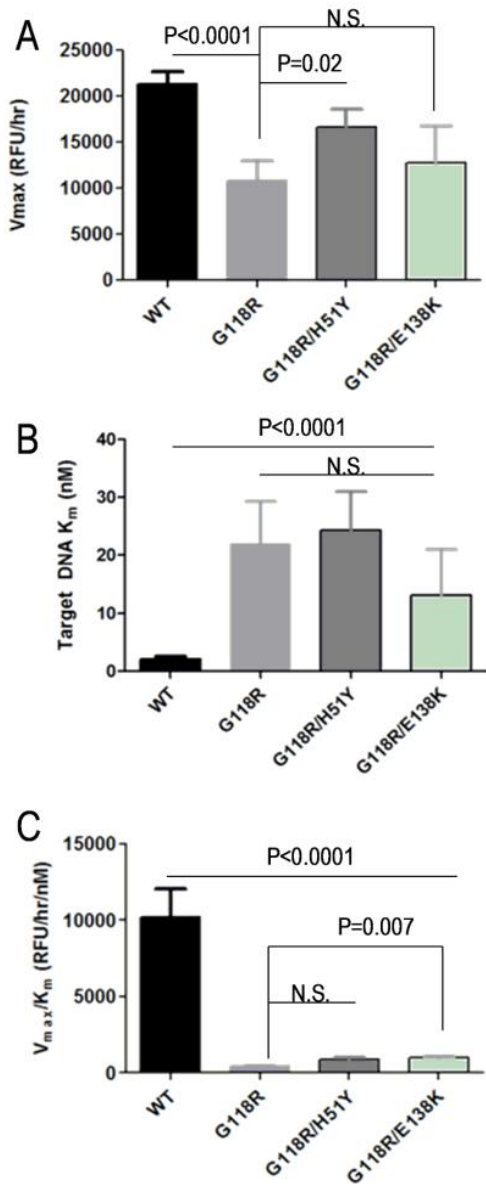 A
N.S.
P<0.0001
P=0.02
Vmax (RFU/hr)
25000
20000
15000
10000
5000
0
WT
G118R
G118R/H51Y
G118R/E138K
B
P<0.0001
N.S.
Target DNA Km (nM)
40
30
20
10
0
WT
G118R
G118R/H51Y
G118R/E138K
C
P<0.0001
P=0.007
N.S.
Vmax/Km (RFU/hr/nM)
15000
10000
5000
0
WT
G118R
G118R/H51Y
G118R/E138K